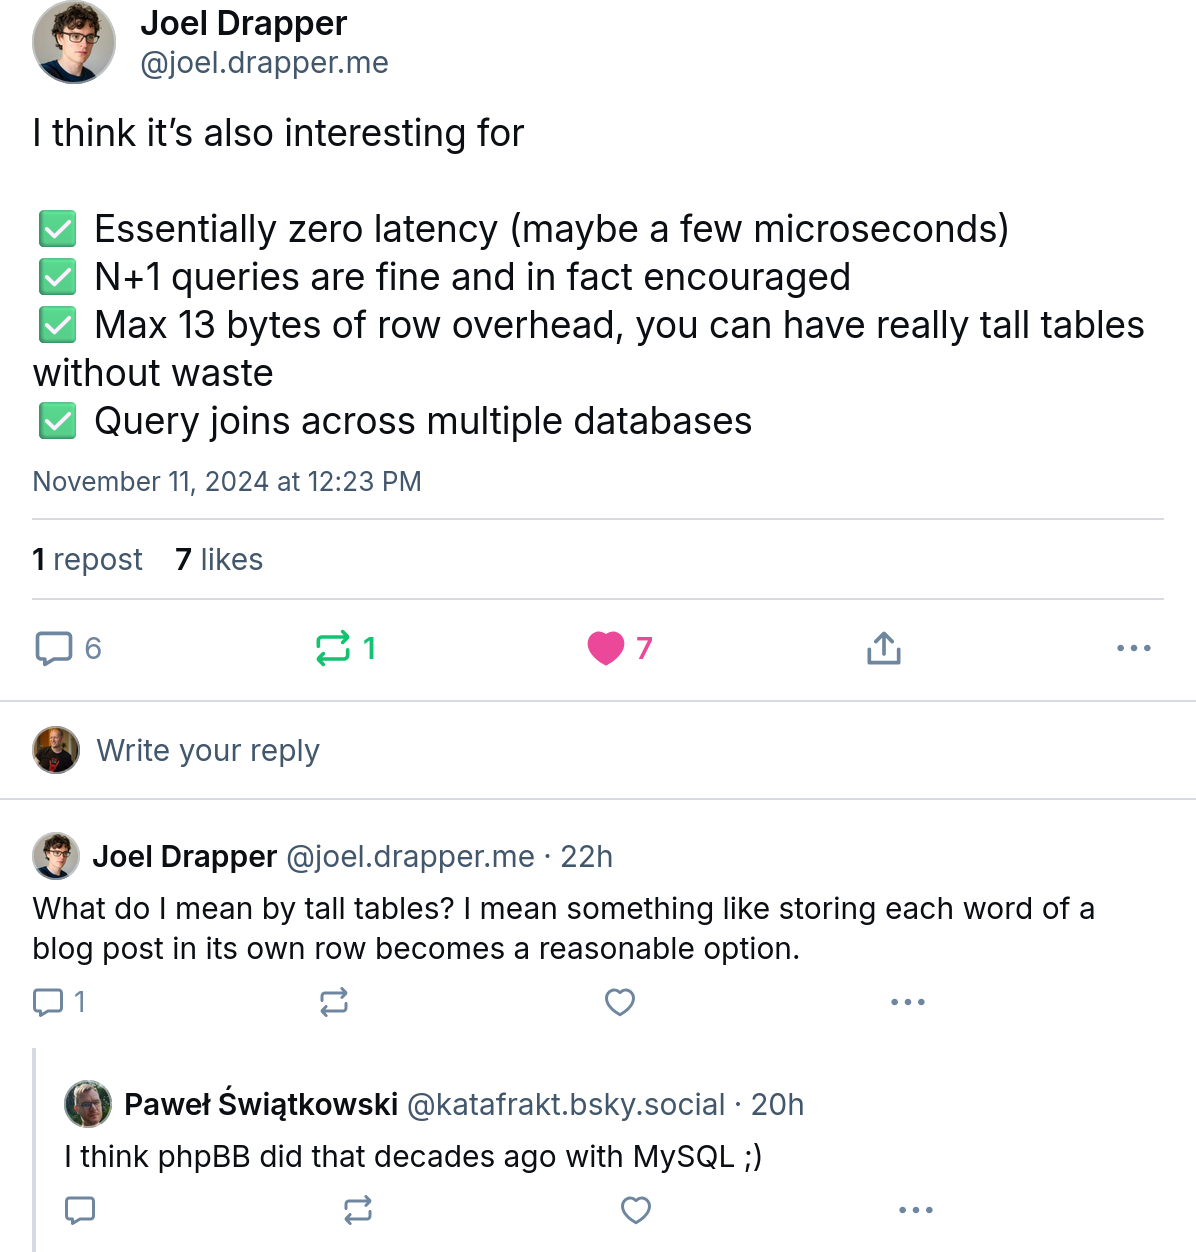 Joel Drapper
@joel.drapper.me
I think it’s also interesting for
✅ Essentially zero latency (maybe a few microseconds)
✅ N+1 queries are fine and in fact encouraged
✅ Max 13 bytes of row overhead, you can have really tall tables
without waste
✅ Query joins across multiple databases
November 11, 2024 at 12:23 PM
1 repost 7 likes
6 1 7
Write your reply
Joel Drapper @joel.drapper.me · 22h
What do I mean by tall tables? I mean something like storing each word of a
blog post in its own row becomes a reasonable option.
1
Paweł Świątkowski @katafrakt.bsky.social · 20h
I think phpBB did that decades ago with MySQL ;)